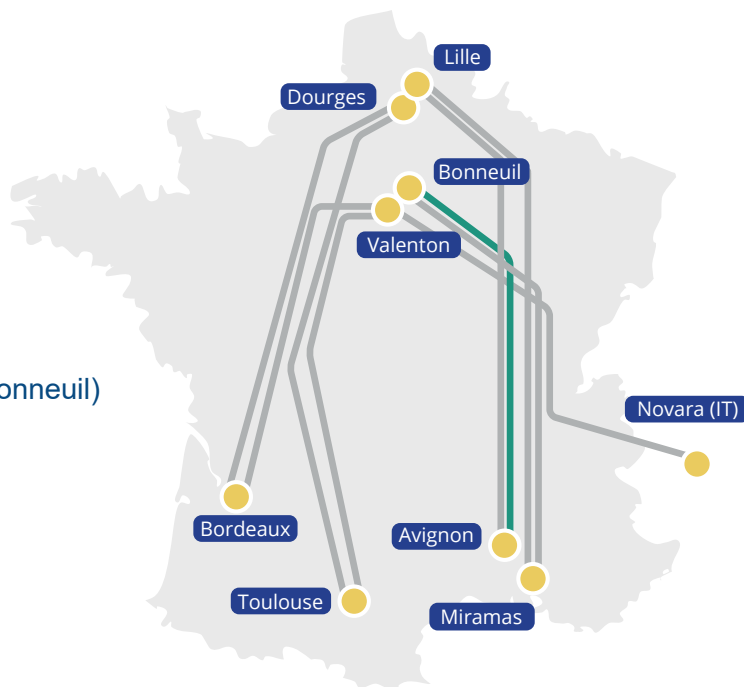 Lille
Dourges
Bonneuil
Valenton
onneuil)
Novara (IT)
Bordeaux
Avignon
Toulouse
Miramas